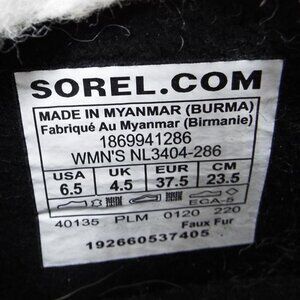 SOREL.COM
MADE IN MYANMAR (BURMA)
Fabriqué Au Myanmar (Birmanie)
1869941286
WMN'S NL3404-286
USA UK EUR CM
6.5 4.5 37.5 23.5
EGA-5
40135 PLM 0120 220
Faux Fur
192660537405